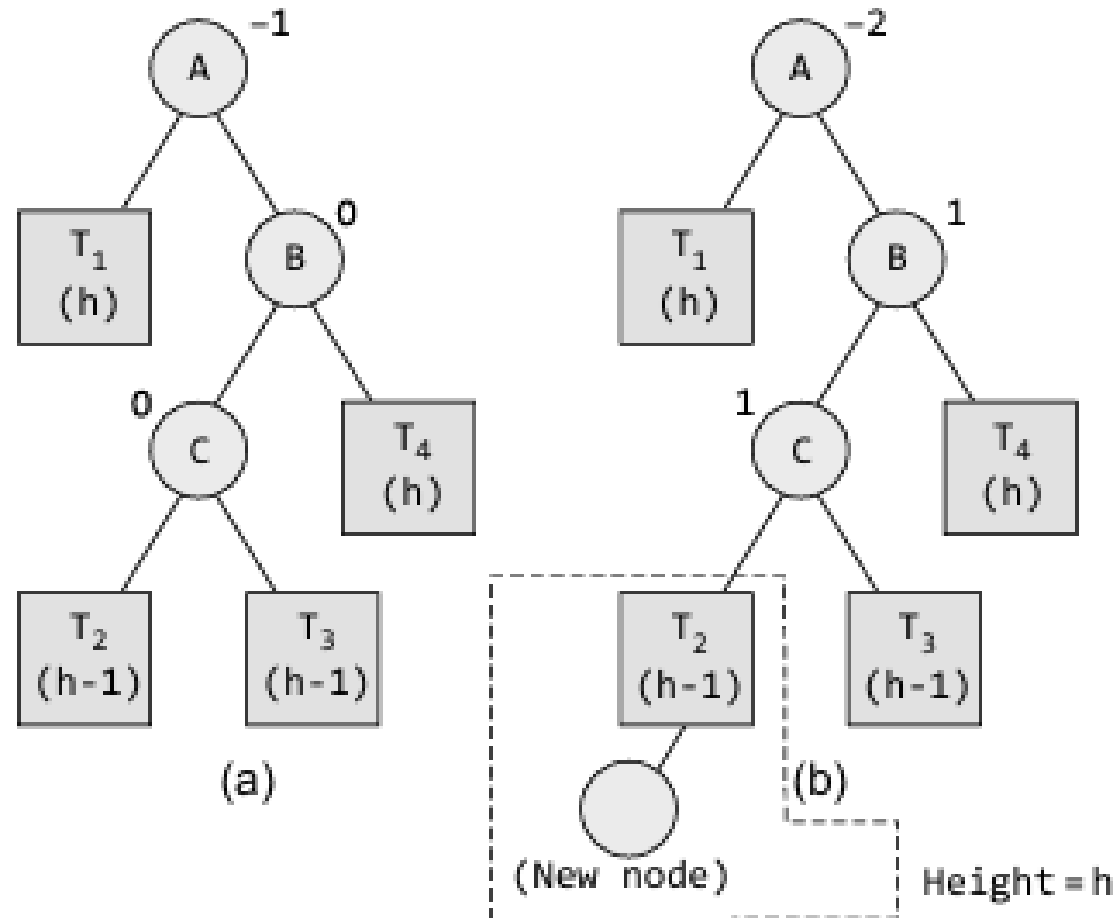 −1
A
T₁
(h)
0
B
0
C
T₄
(h)
T₂
(h-1)
T₃
(h-1)
(a)
−2
A
T₁
(h)
1
B
1
C
T₄
(h)
T₂
(h-1)
T₃
(h-1)
(b)
(New node)
Height = h